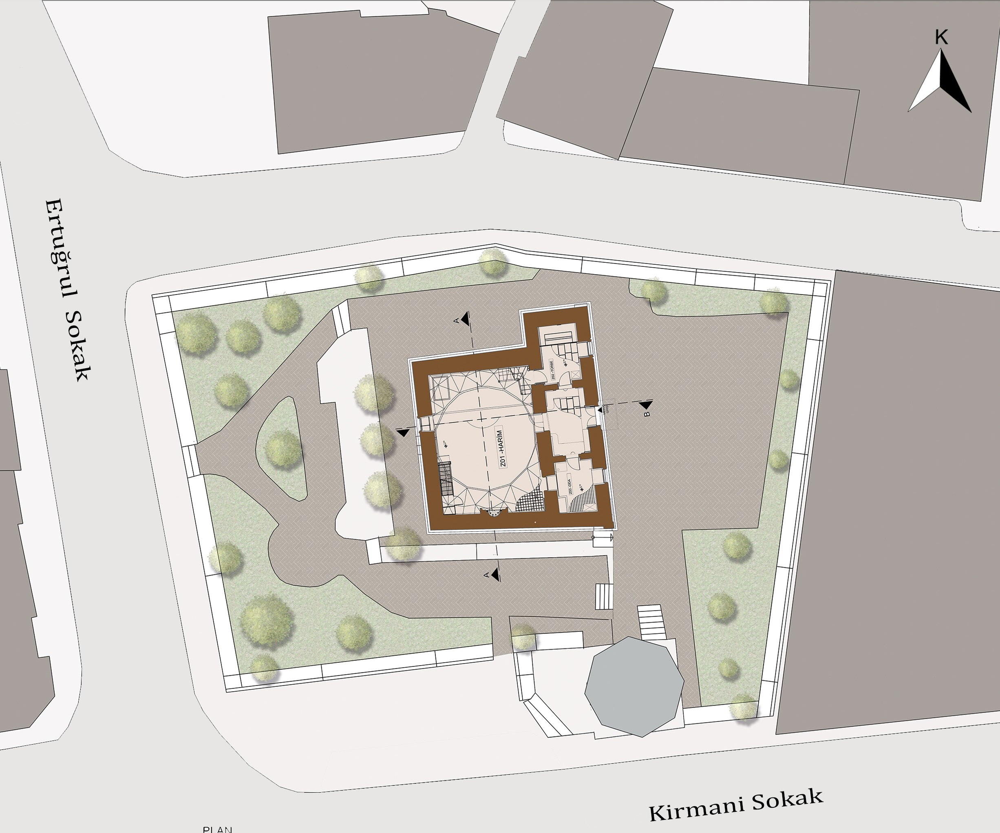 K
Ertuğrul Sokak
A
Z02 -TÜRBE
B
Z01 -HARİM
Z03 -ODA
A
Kirmani Sokak
PLAN